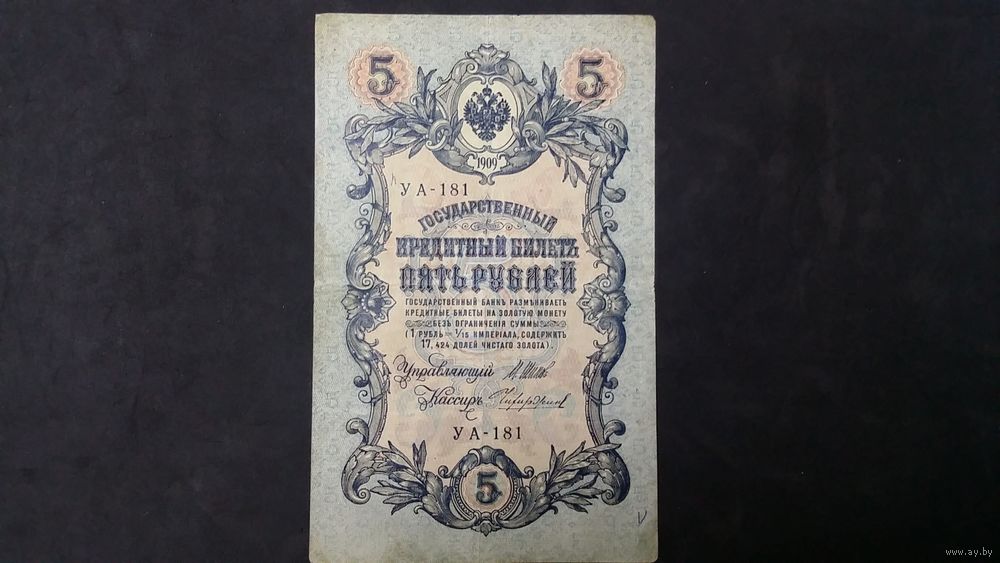 5 5
1909
УА-181
ГОСУДАРСТВЕННЫЙ
КРЕДИТНЫЙ БИЛЕТЪ
ПЯТЬ РУБЛЕЙ
ГОСУДАРСТВЕННЫЙ БАНКЪ РАЗМѢНИВАЕТЪ
КРЕДИТНЫЕ БИЛЕТЫ НА ЗОЛОТУЮ МОНЕТУ
БЕЗЪ ОГРАНИЧЕНІЯ СУММЫ
(1 РУБЛЬ = 1/15 ИМПЕРІАЛА, СОДЕРЖИТЪ
17,424 ДОЛЕЙ ЧИСТАГО ЗОЛОТА).
Управляющій
Кассиръ
УА-181
5
www.ay.by